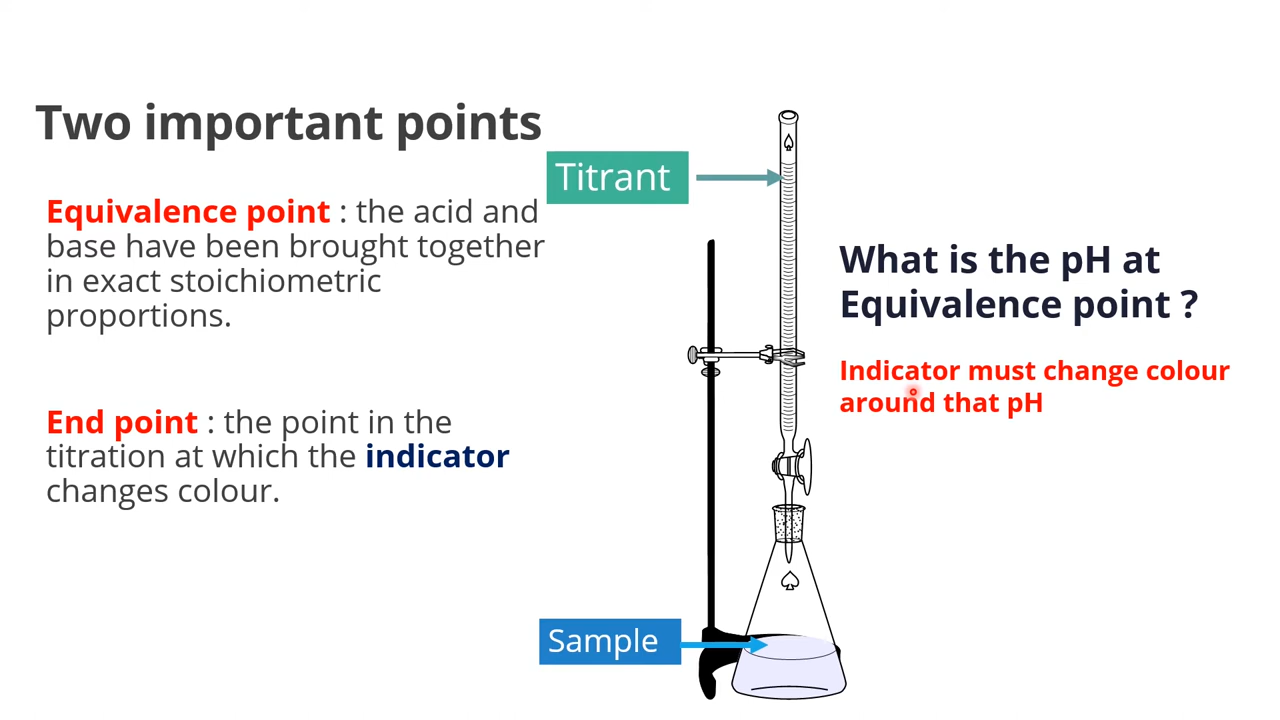 Two important points
Titrant
Equivalence point : the acid and
base have been brought together
in exact stoichiometric
proportions.
End point : the point in the
titration at which the indicator
changes colour.
What is the pH at
Equivalence point ?
Indicator must change colour
around that pH
Sample